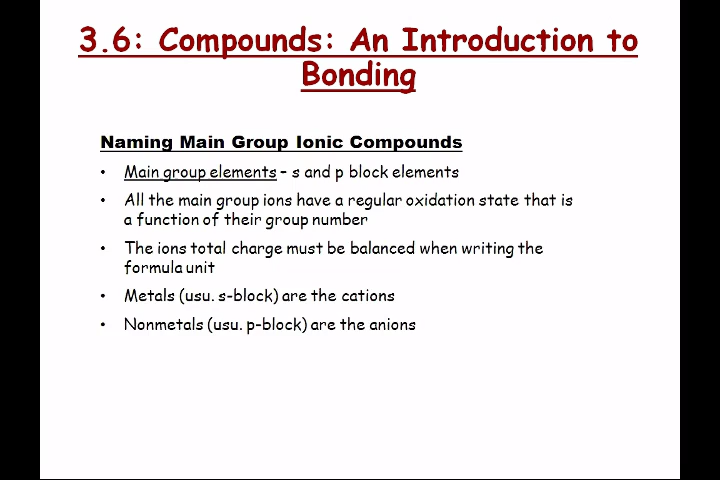 3.6: Compounds: An Introduction to
Bonding
Naming Main Group Ionic Compounds
• Main group elements – s and p block elements
• All the main group ions have a regular oxidation state that is
a function of their group number
• The ions total charge must be balanced when writing the
formula unit
• Metals (usu. s-block) are the cations
• Nonmetals (usu. p-block) are the anions